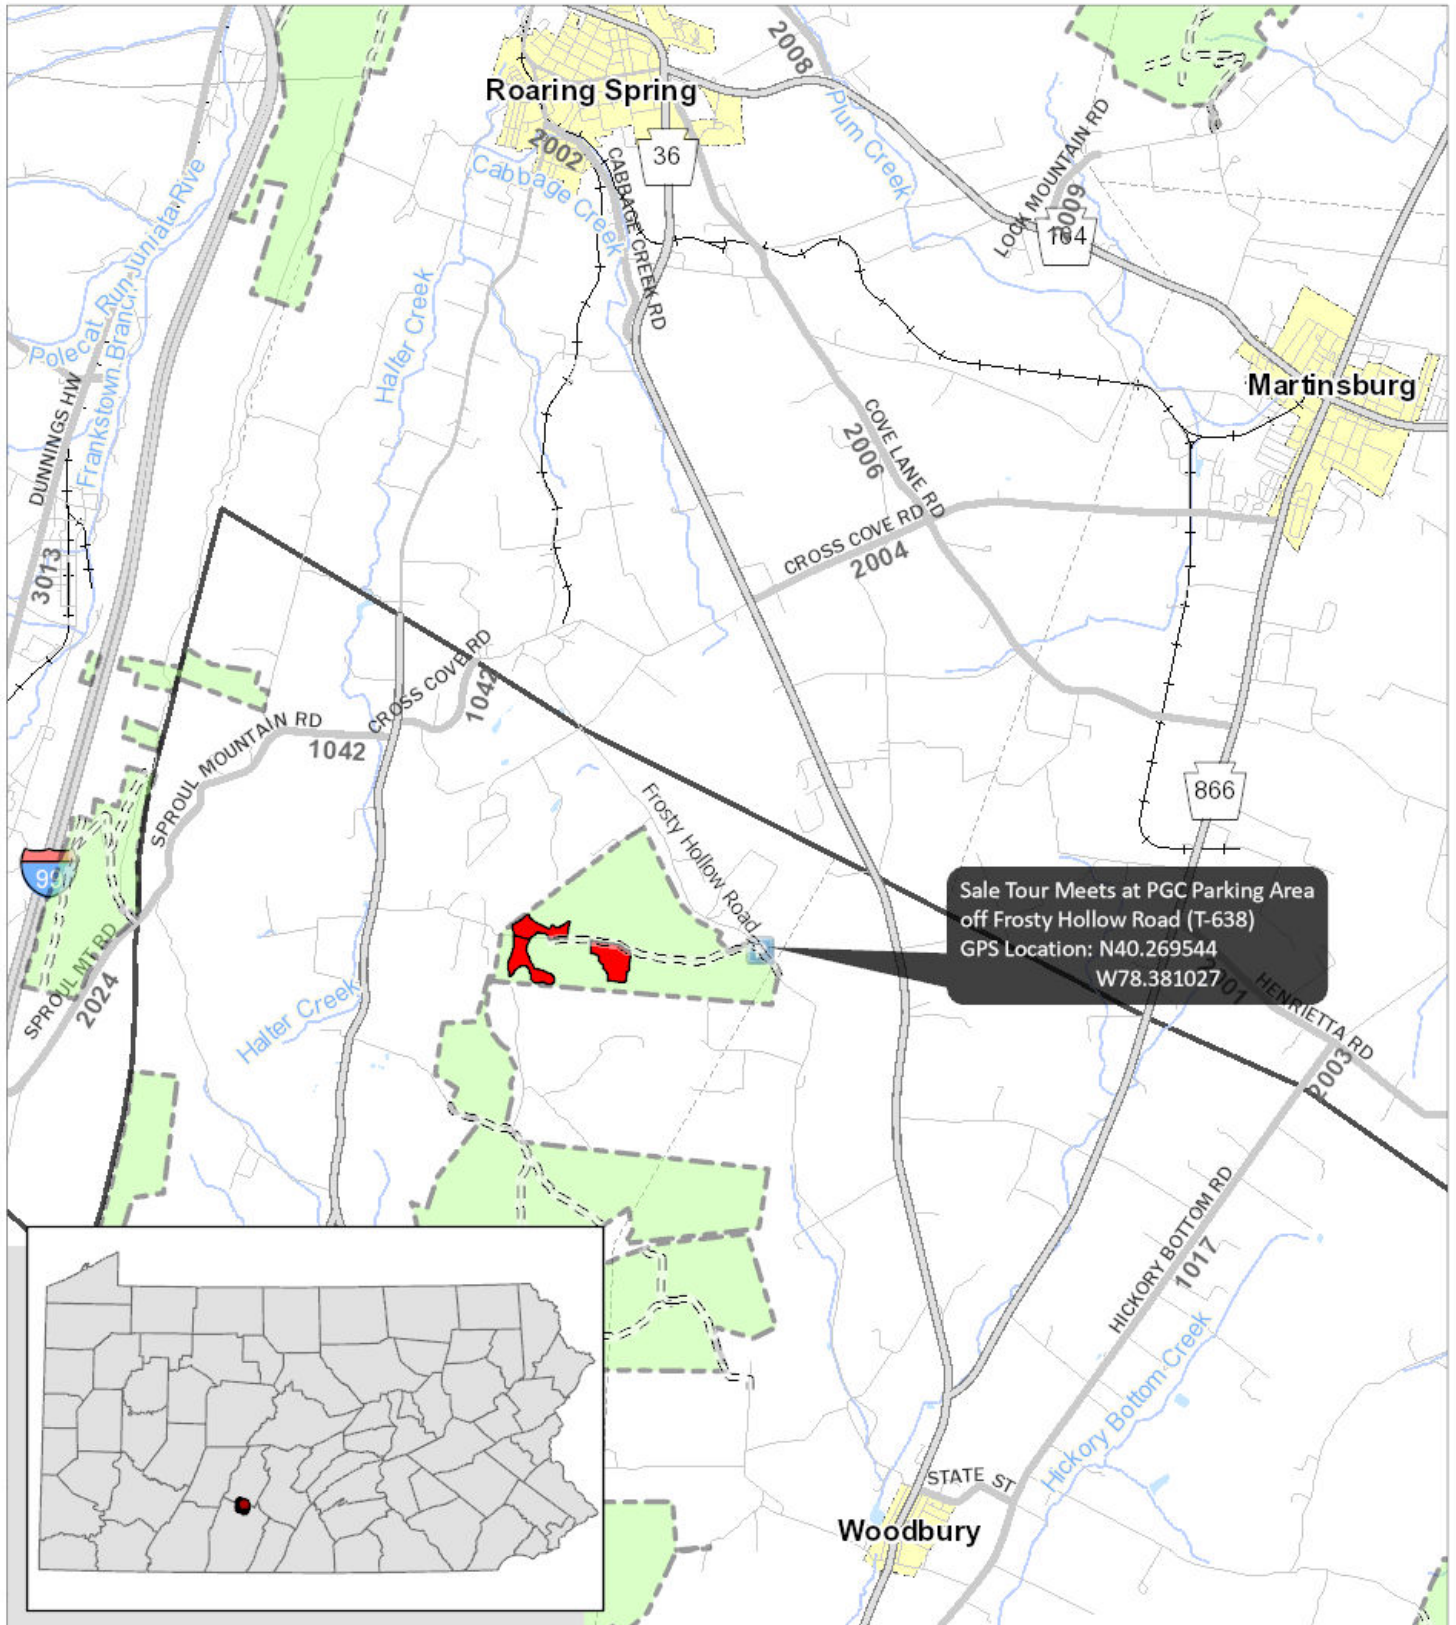 2008
Roaring Spring
36
2002
Plum Creek
Cabbage Creek
CABBAGE CREEK RD
LOCK MOUNTAIN RD
2009
164
Polecat Run
Juniata Rive
Frankstown Branc
Halter Creek
DUNNINGS HW
3013
Martinsburg
COVE LANE RD
2006
CROSS COVE RD
2004
CROSS COVE RD
1042
SPROUL MOUNTAIN RD
1042
866
Frosty Hollow Road
99
Sale Tour Meets at PGC Parking Area
off Frosty Hollow Road (T-638)
GPS Location: N40.269544
W78.381027
SPROUL MT RD
2024
Halter Creek
2001
HENRIETTA RD
2003
HICKORY BOTTOM RD
1017
Hickory Bottom Creek
STATE ST
Woodbury